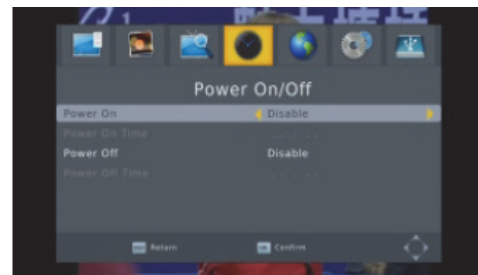 Power On/Off
Power On Disable
Power On Time -- : --
Power Off Disable
Power Off Time -- : --
Return Confirm